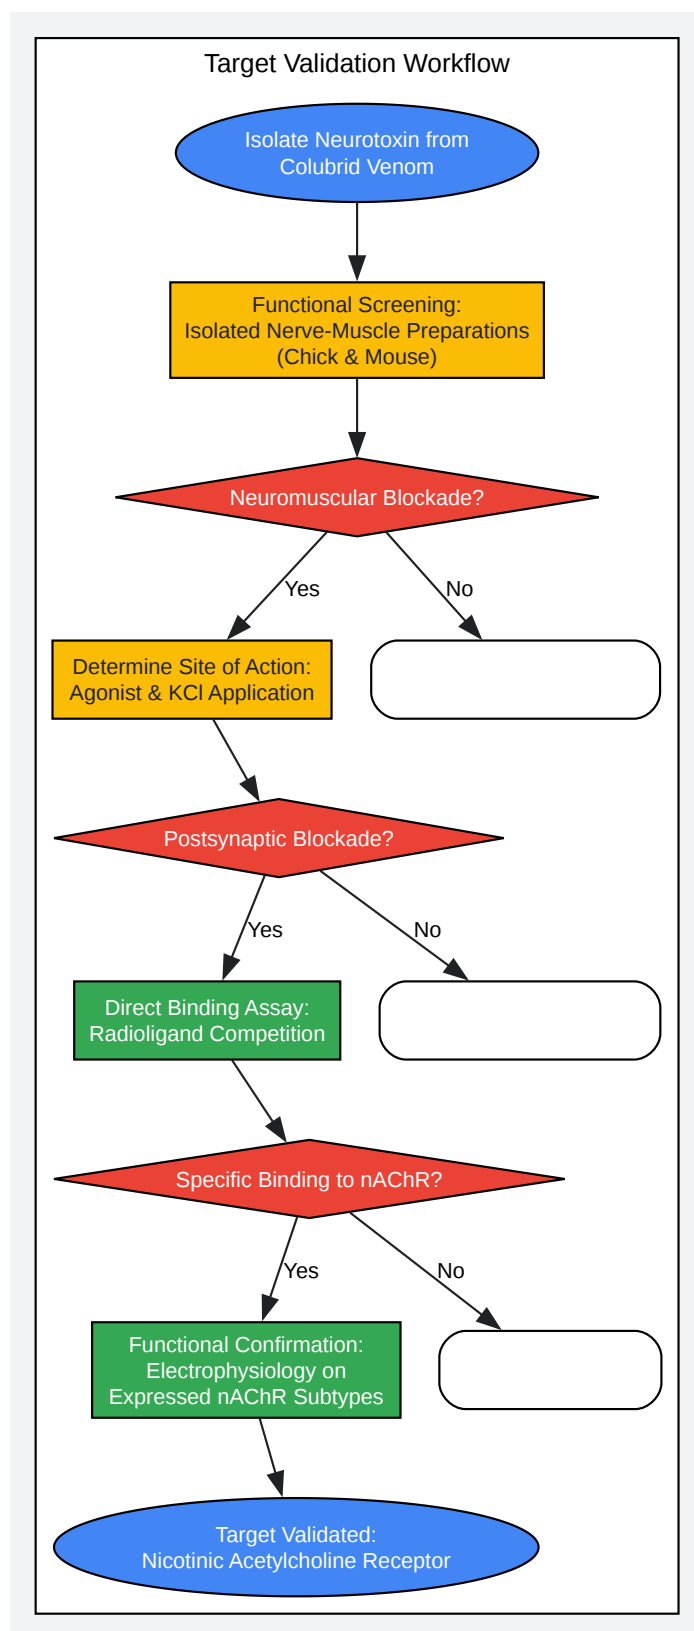 Target Validation Workflow
Isolate Neurotoxin from
Colubrid Venom
Functional Screening:
Isolated Nerve-Muscle Preparations
(Chick & Mouse)
Neuromuscular Blockade?
Yes
No
Determine Site of Action:
Agonist & KCl Application
Postsynaptic Blockade?
Yes
No
Direct Binding Assay:
Radioligand Competition
Specific Binding to nAChR?
Yes
No
Functional Confirmation:
Electrophysiology on
Expressed nAChR Subtypes
Target Validated:
Nicotinic Acetylcholine Receptor